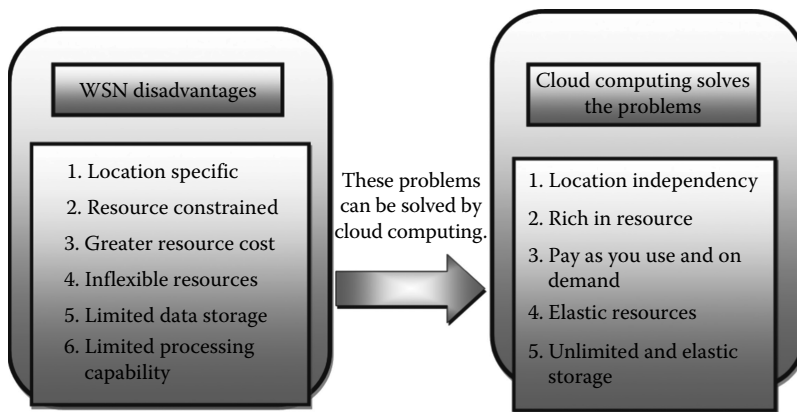 WSN disadvantages
1. Location specific
2. Resource constrained
3. Greater resource cost
4. Inflexible resources
5. Limited data storage
6. Limited processing
capability
These problems
can be solved by
cloud computing.
Cloud computing solves
the problems
1. Location independency
2. Rich in resource
3. Pay as you use and on
demand
4. Elastic resources
5. Unlimited and elastic
storage